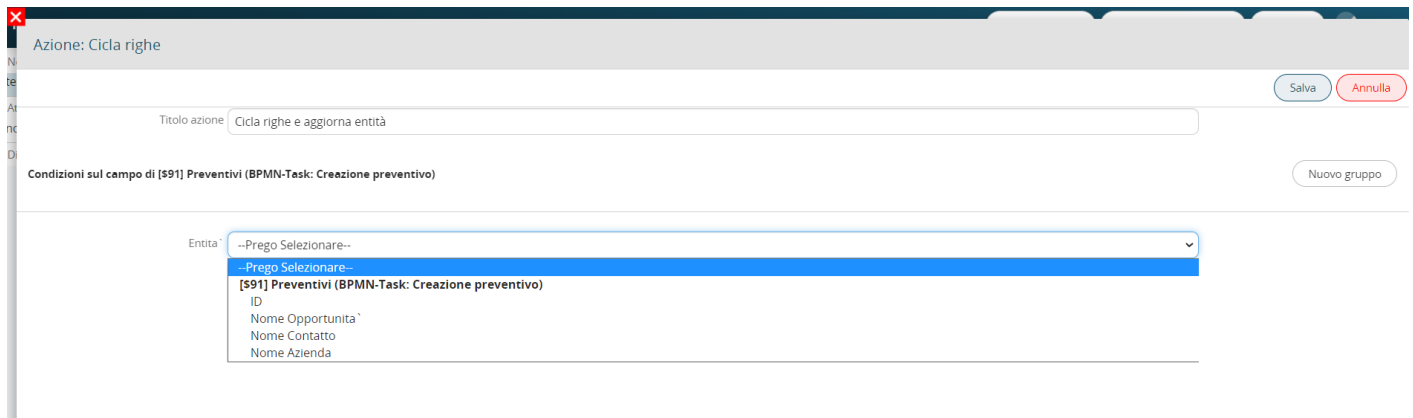 Azione: Cicla righe
Salva
Annulla
Titolo azione
Cicla righe e aggiorna entità
Condizioni sul campo di [$91] Preventivi (BPMN-Task: Creazione preventivo)
Nuovo gruppo
Entita`
--Prego Selezionare--
--Prego Selezionare--
[$91] Preventivi (BPMN-Task: Creazione preventivo)
ID
Nome Opportunita`
Nome Contatto
Nome Azienda